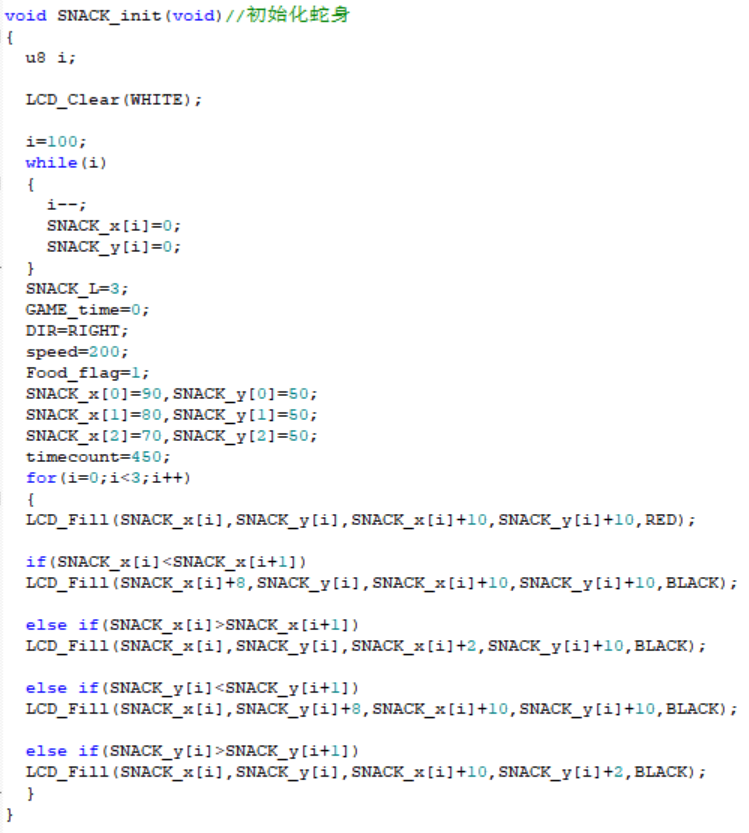 void SNACK_init(void)//初始化蛇身
{
u8 i;
LCD_Clear(WHITE);
i=100;
while(i)
{
i--;
SNACK_x[i]=0;
SNACK_y[i]=0;
}
SNACK_L=3;
GAME_time=0;
DIR=RIGHT;
speed=200;
Food_flag=1;
SNACK_x[0]=90,SNACK_y[0]=50;
SNACK_x[1]=80,SNACK_y[1]=50;
SNACK_x[2]=70,SNACK_y[2]=50;
timecount=450;
for(i=0;i<3;i++)
{
LCD_Fill(SNACK_x[i],SNACK_y[i],SNACK_x[i]+10,SNACK_y[i]+10,RED);
if(SNACK_x[i]<SNACK_x[i+1])
LCD_Fill(SNACK_x[i]+8,SNACK_y[i],SNACK_x[i]+10,SNACK_y[i]+10,BLACK);
else if(SNACK_x[i]>SNACK_x[i+1])
LCD_Fill(SNACK_x[i],SNACK_y[i],SNACK_x[i]+2,SNACK_y[i]+10,BLACK);
else if(SNACK_y[i]<SNACK_y[i+1])
LCD_Fill(SNACK_x[i],SNACK_y[i]+8,SNACK_x[i]+10,SNACK_y[i]+10,BLACK);
else if(SNACK_y[i]>SNACK_y[i+1])
LCD_Fill(SNACK_x[i],SNACK_y[i],SNACK_x[i]+10,SNACK_y[i]+2,BLACK);
}
}